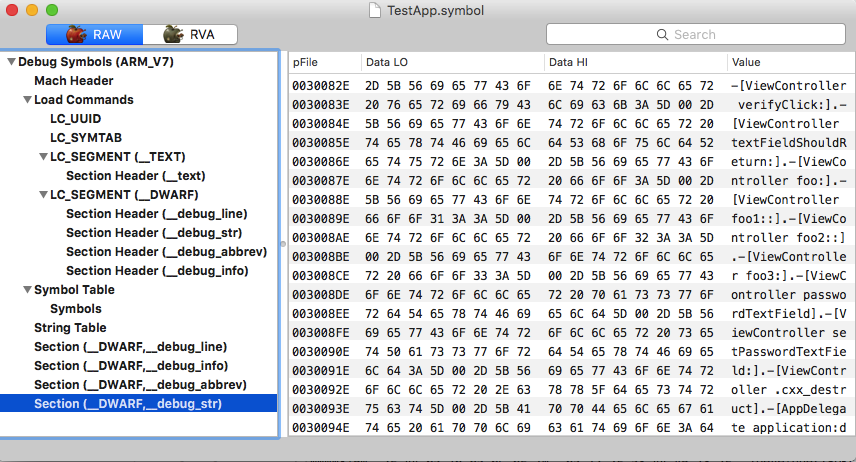 TestApp.symbol
RAW
RVA
Search
Debug Symbols (ARM_V7)
Mach Header
Load Commands
LC_UUID
LC_SYMTAB
LC_SEGMENT (__TEXT)
Section Header (__text)
LC_SEGMENT (__DWARF)
Section Header (__debug_line)
Section Header (__debug_str)
Section Header (__debug_abbrev)
Section Header (__debug_info)
Symbol Table
Symbols
String Table
Section (__DWARF,__debug_line)
Section (__DWARF,__debug_info)
Section (__DWARF,__debug_abbrev)
Section (__DWARF,__debug_str)
pFile Data LO Data HI Value
0030082E 2D 5B 56 69 65 77 43 6F 6E 74 72 6F 6C 6C 65 72 -[ViewController
0030083E 20 76 65 72 69 66 79 43 6C 69 63 6B 3A 5D 00 2D verifyClick:].-
0030084E 5B 56 69 65 77 43 6F 6E 74 72 6F 6C 6C 65 72 20 [ViewController
0030085E 74 65 78 74 46 69 65 6C 64 53 68 6F 75 6C 64 52 textFieldShouldR
0030086E 65 74 75 72 6E 3A 5D 00 2D 5B 56 69 65 77 43 6F eturn:].-[ViewCo
0030087E 6E 74 72 6F 6C 6C 65 72 20 66 6F 6F 3A 5D 00 2D ntroller foo:].-
0030088E 5B 56 69 65 77 43 6F 6E 74 72 6F 6C 6C 65 72 20 [ViewController
0030089E 66 6F 6F 31 3A 3A 5D 00 2D 5B 56 69 65 77 43 6F foo1::].-[ViewCo
003008AE 6E 74 72 6F 6C 6C 65 72 20 66 6F 6F 32 3A 3A 5D ntroller foo2::]
003008BE 00 2D 5B 56 69 65 77 43 6F 6E 74 72 6F 6C 6C 65 .-[ViewControlle
003008CE 72 20 66 6F 6F 33 3A 5D 00 2D 5B 56 69 65 77 43 r foo3:].-[ViewC
003008DE 6F 6E 74 72 6F 6C 6C 65 72 20 70 61 73 73 77 6F ontroller passwo
003008EE 72 64 54 65 78 74 46 69 65 6C 64 5D 00 2D 5B 56 rdTextField].-[V
003008FE 69 65 77 43 6F 6E 74 72 6F 6C 6C 65 72 20 73 65 iewController se
0030090E 74 50 61 73 73 77 6F 72 64 54 65 78 74 46 69 65 tPasswordTextFie
0030091E 6C 64 3A 5D 00 2D 5B 56 69 65 77 43 6F 6E 74 72 ld:].-[ViewContr
0030092E 6F 6C 6C 65 72 20 2E 63 78 78 5F 64 65 73 74 72 oller .cxx_destr
0030093E 75 63 74 5D 00 2D 5B 41 70 70 44 65 6C 65 67 61 uct].-[AppDelega
0030094E 74 65 20 61 70 70 6C 69 63 61 74 69 6F 6E 3A 64 te application:d